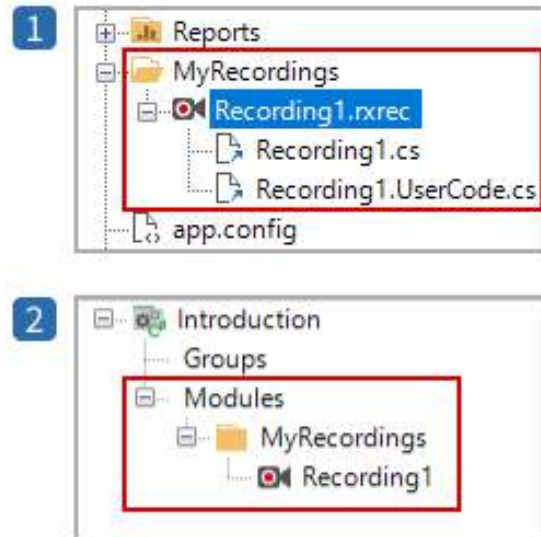 1
Reports
MyRecordings
Recording1.rxrec
Recording1.cs
Recording1.UserCode.cs
app.config
2
Introduction
Groups
Modules
MyRecordings
Recording1